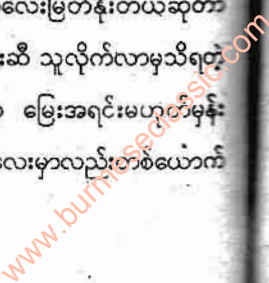 လေးမြတ်နိုးတယ်ဆိုတာ
းဆီ သူလိုက်လာမှသိရတဲ့
မြေးအရင်းမဟုတ်မှန်း
လေးမှာလည်းတစ်ယောက်
www.burmeseclassic.com